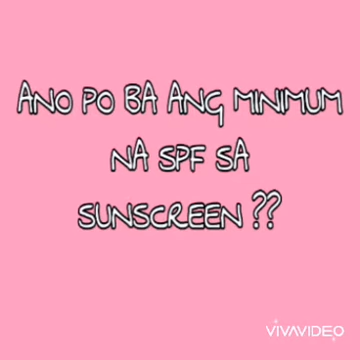 ANO PO BA ANG MINIMUM
NA SPF SA
SUNSCREEN ??
VIVAVIDEO